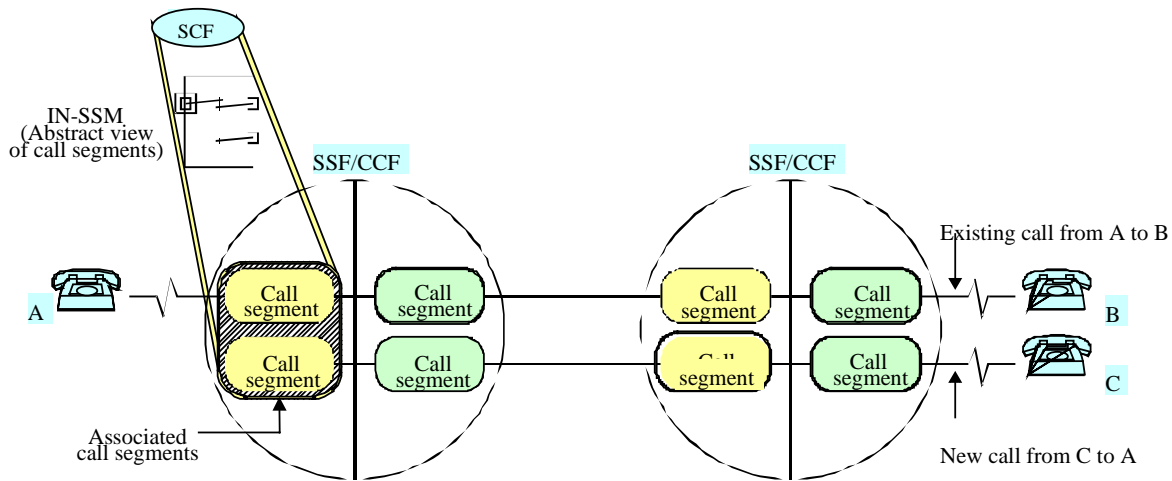 SCF
IN-SSM
(Abstract view
of call segments)
SSF/CCF
SSF/CCF
Existing call from A to B
A
Call
segment
Call
segment
Call
segment
Call
segment
B
Call
segment
Call
segment
Call
segment
Call
segment
C
Associated
call segments
New call from C to A